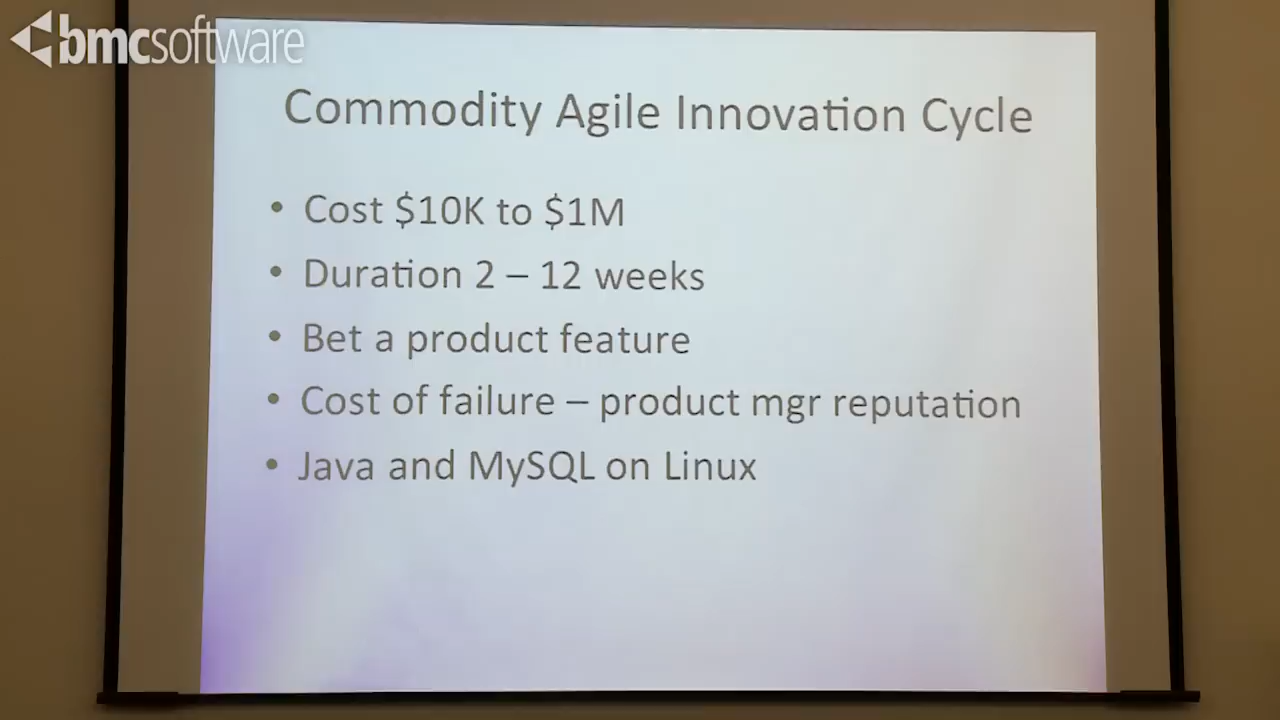 bmcsoftware
Commodity Agile Innovation Cycle
• Cost $10K to $1M
• Duration 2 – 12 weeks
• Bet a product feature
• Cost of failure – product mgr reputation
• Java and MySQL on Linux